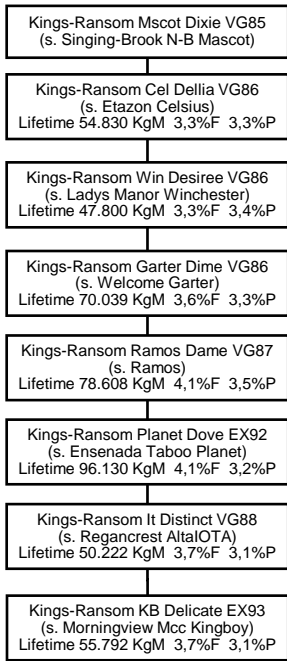 Kings-Ransom Mscot Dixie VG85
(s. Singing-Brook N-B Mascot)
Kings-Ransom Cel Dellia VG86
(s. Etazon Celsius)
Lifetime 54.830 KgM 3,3%F 3,3%P
Kings-Ransom Win Desiree VG86
(s. Ladys Manor Winchester)
Lifetime 47.800 KgM 3,3%F 3,4%P
Kings-Ransom Garter Dime VG86
(s. Welcome Garter)
Lifetime 70.039 KgM 3,6%F 3,3%P
Kings-Ransom Ramos Dame VG87
(s. Ramos)
Lifetime 78.608 KgM 4,1%F 3,5%P
Kings-Ransom Planet Dove EX92
(s. Ensenada Taboo Planet)
Lifetime 96.130 KgM 4,1%F 3,2%P
Kings-Ransom It Distinct VG88
(s. Regancrest AltaIOTA)
Lifetime 50.222 KgM 3,7%F 3,1%P
Kings-Ransom KB Delicate EX93
(s. Morningview Mcc Kingboy)
Lifetime 55.792 KgM 3,7%F 3,1%P